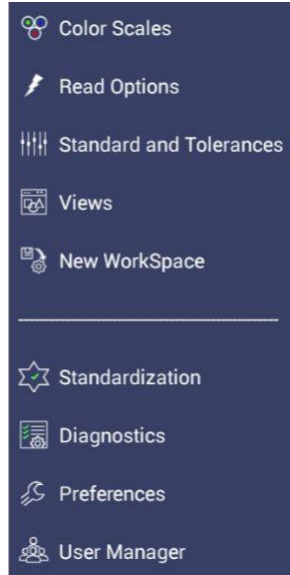 Color Scales
Read Options
Standard and Tolerances
Views
New WorkSpace
Standardization
Diagnostics
Preferences
User Manager